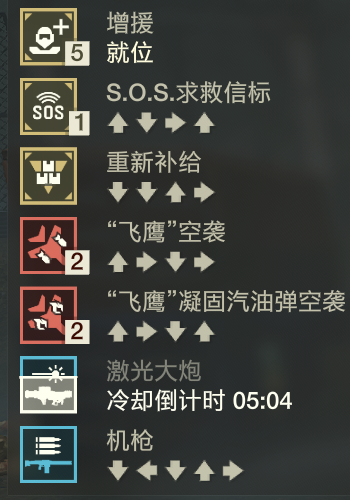 增援
5
就位
S.O.S.求救信标
SOS
1
↑↓→↑
重新补给
↓↓↑→
“飞鹰”空袭
2
↑→↓→
“飞鹰”凝固汽油弹空袭
2
↑→↓↑
激光大炮
冷却倒计时 05:04
机枪
↓←↓↑→